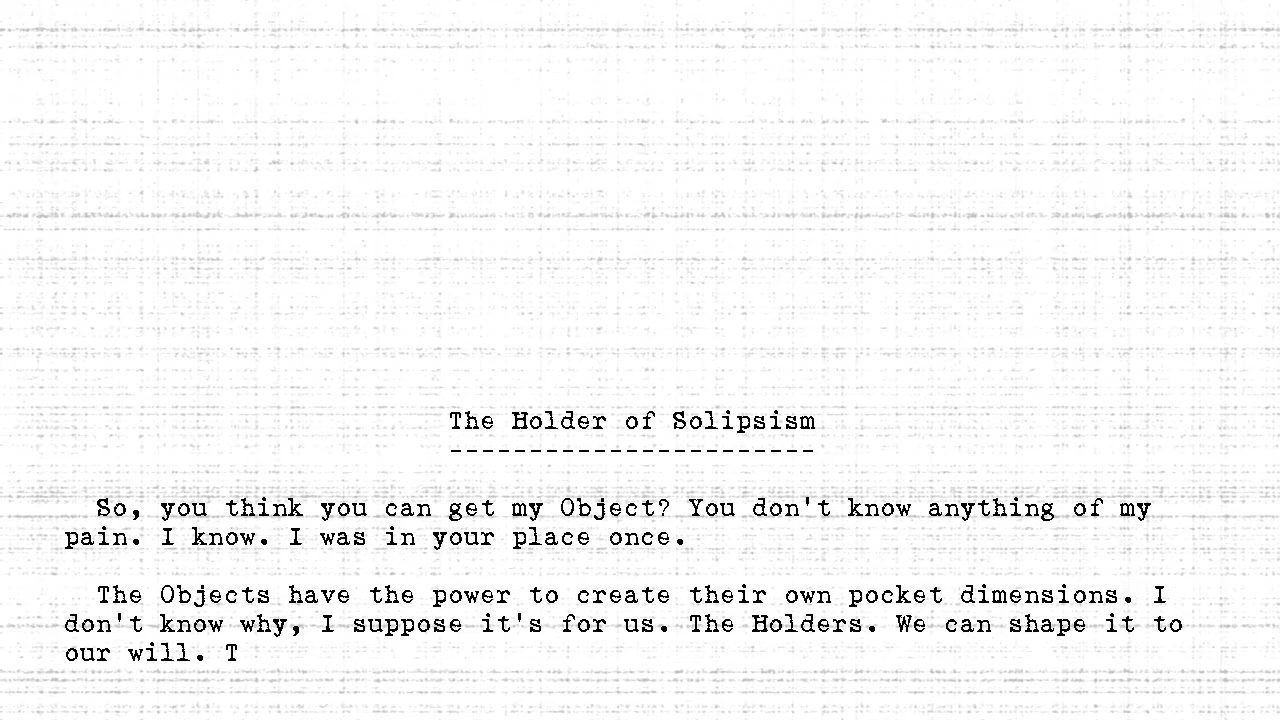 The Holder of Solipsism
-----------------------
So, you think you can get my Object? You don't know anything of my
pain. I know. I was in your place once.
The Objects have the power to create their own pocket dimensions. I
don't know why, I suppose it's for us. The Holders. We can shape it to
our will. T